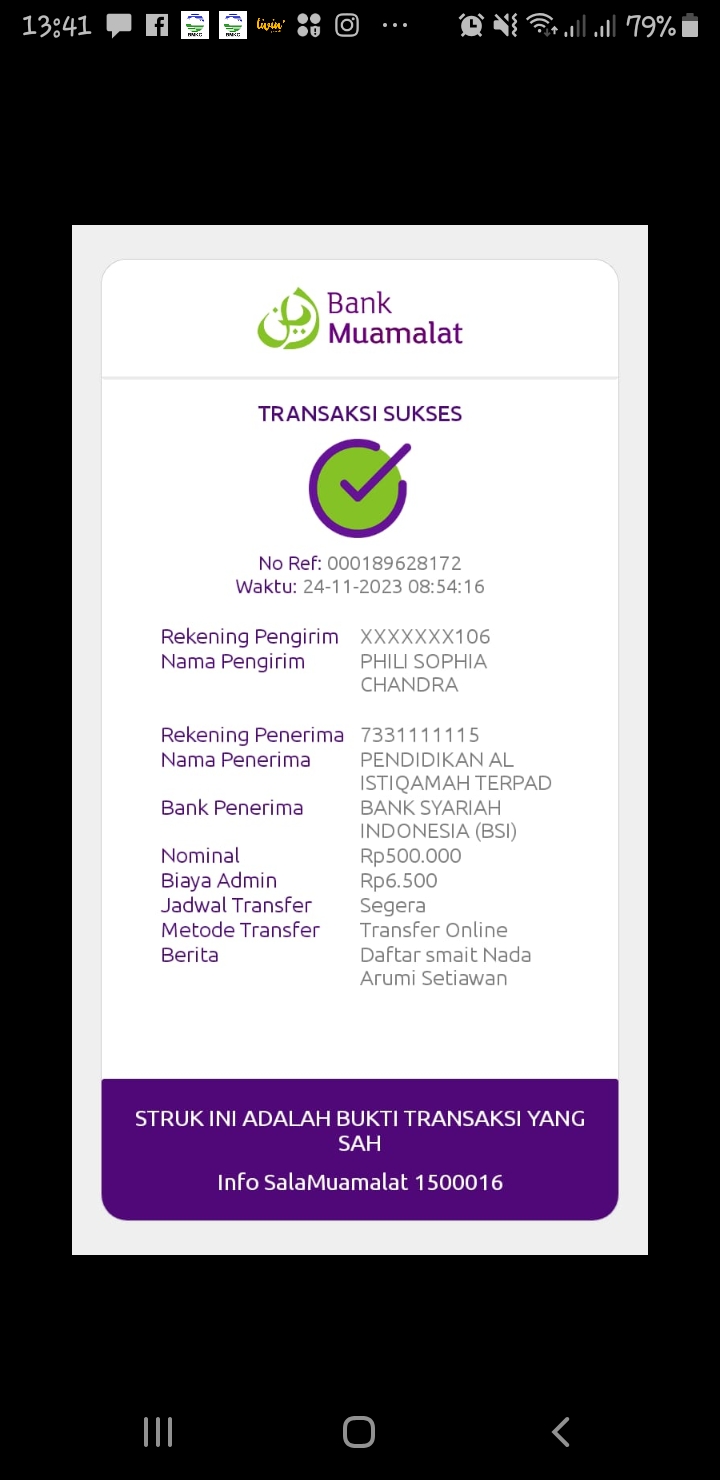 13:41
livin'
79%
Bank
Muamalat
TRANSAKSI SUKSES
No Ref: 000189628172
Waktu: 24-11-2023 08:54:16
Rekening Pengirim XXXXXXX106
Nama Pengirim PHILI SOPHIA
CHANDRA
Rekening Penerima 7331111115
Nama Penerima PENDIDIKAN AL
ISTIQAMAH TERPAD
Bank Penerima BANK SYARIAH
INDONESIA (BSI)
Nominal Rp500.000
Biaya Admin Rp6.500
Jadwal Transfer Segera
Metode Transfer Transfer Online
Berita Daftar smait Nada
Arumi Setiawan
STRUK INI ADALAH BUKTI TRANSAKSI YANG
SAH
Info SalaMuamalat 1500016